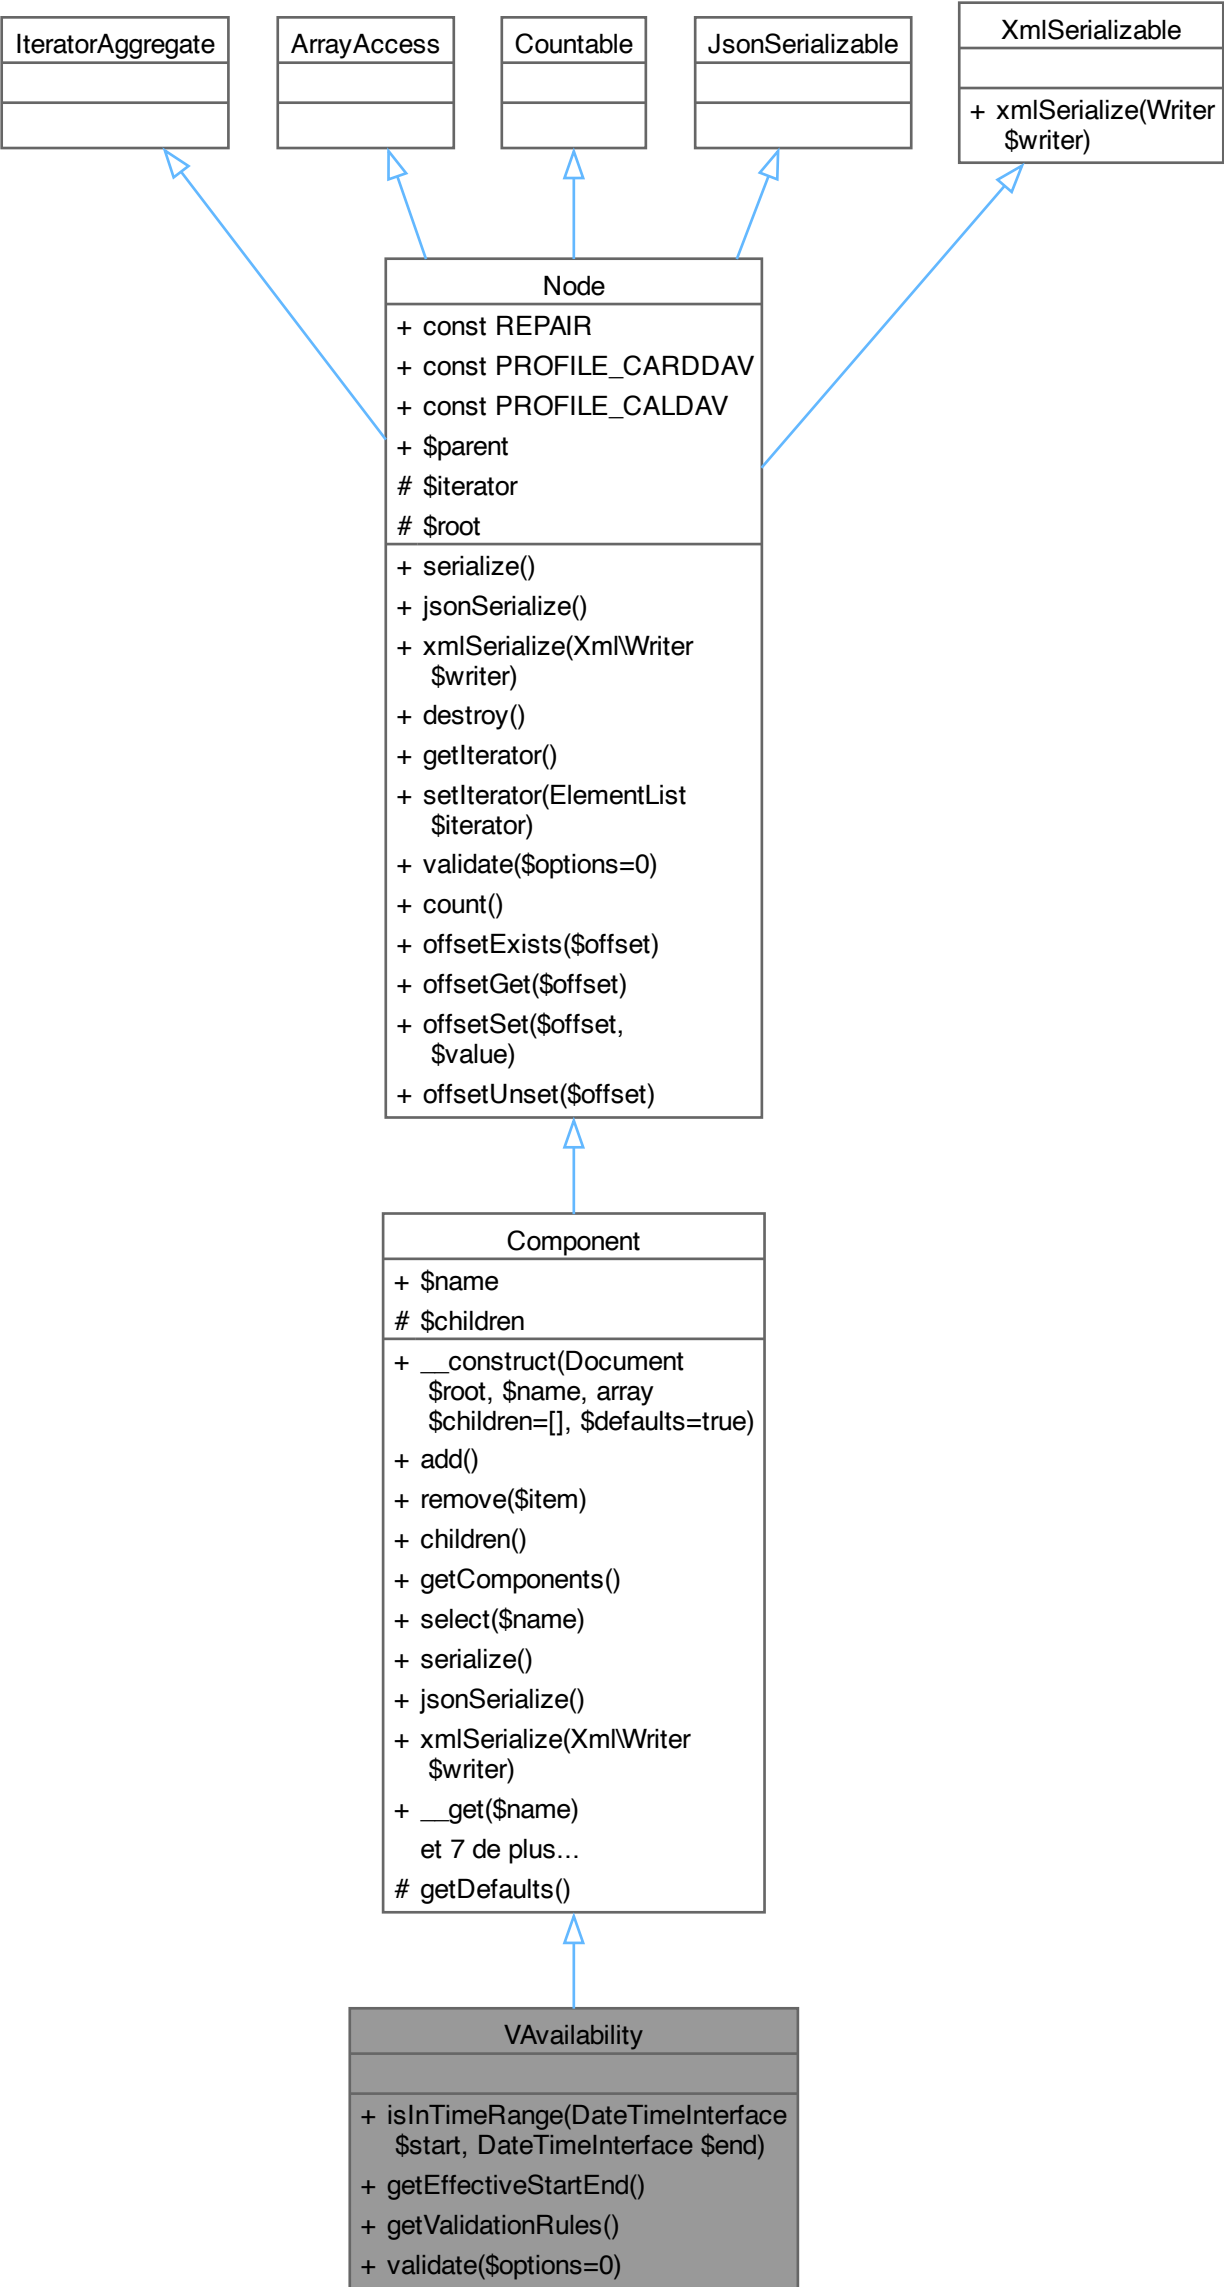 IteratorAggregate
ArrayAccess
Countable
JsonSerializable
XmlSerializable
+ xmlSerialize(Writer
$writer)
Node
+ const REPAIR
+ const PROFILE_CARDDAV
+ const PROFILE_CALDAV
+ $parent
# $iterator
# $root
+ serialize()
+ jsonSerialize()
+ xmlSerialize(Xml\Writer
$writer)
+ destroy()
+ getIterator()
+ setIterator(ElementList
$iterator)
+ validate($options=0)
+ count()
+ offsetExists($offset)
+ offsetGet($offset)
+ offsetSet($offset,
$value)
+ offsetUnset($offset)
Component
+ $name
# $children
+ __construct(Document
$root, $name, array
$children=[], $defaults=true)
+ add()
+ remove($item)
+ children()
+ getComponents()
+ select($name)
+ serialize()
+ jsonSerialize()
+ xmlSerialize(Xml\Writer
$writer)
+ __get($name)
et 7 de plus...
# getDefaults()
VAvailability
+ isInTimeRange(DateTimeInterface
$start, DateTimeInterface $end)
+ getEffectiveStartEnd()
+ getValidationRules()
+ validate($options=0)